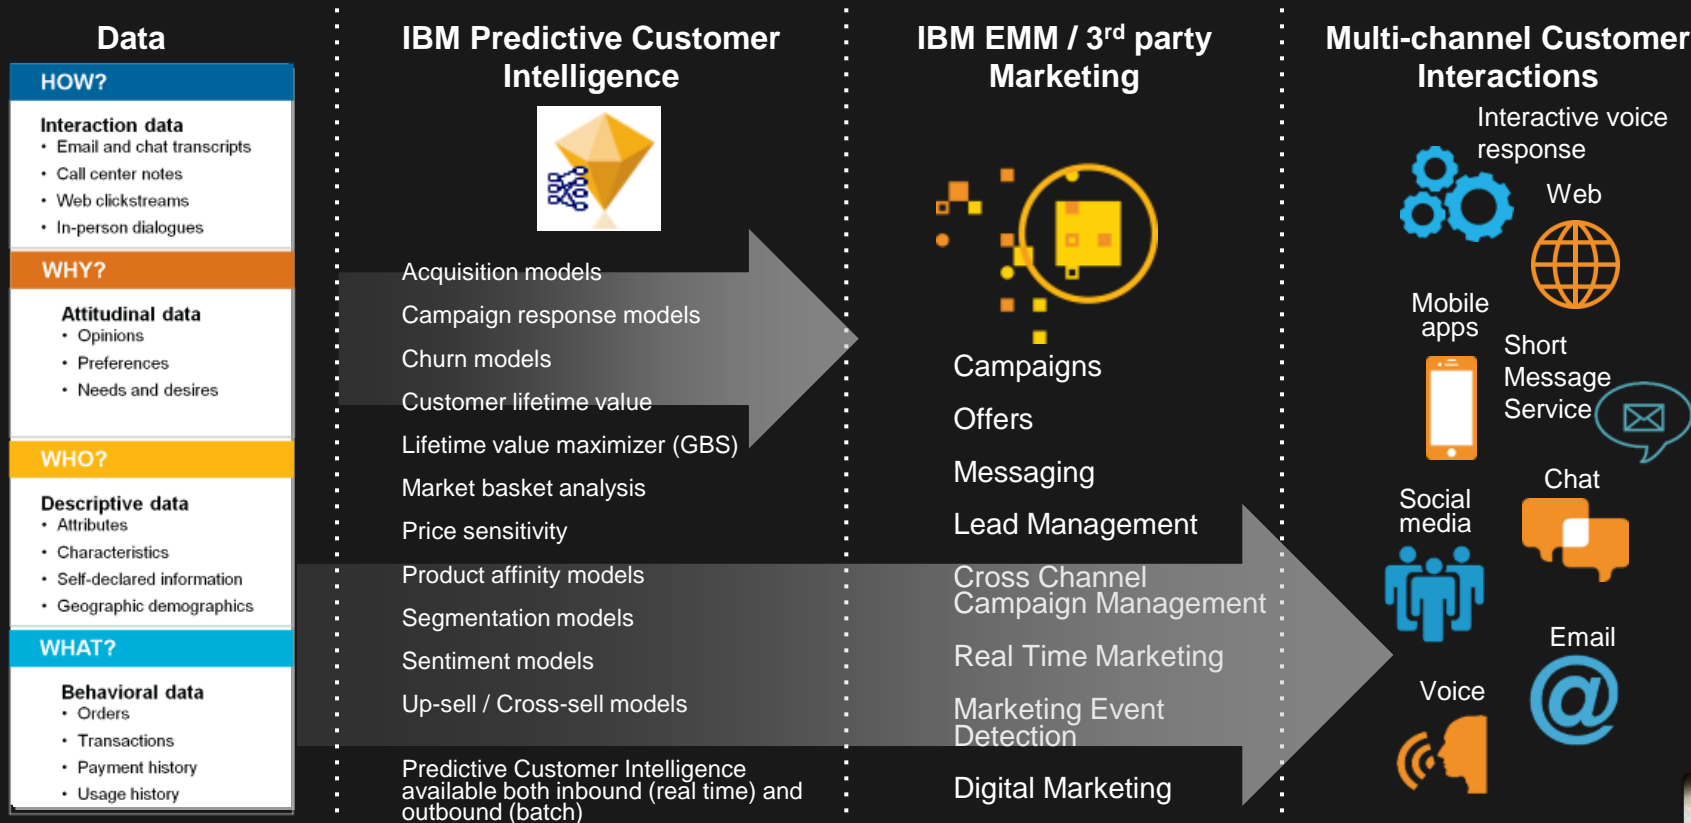 Data
HOW?
Interaction data
• Email and chat transcripts
• Call center notes
• Web clickstreams
• In-person dialogues
WHY?
Attitudinal data
• Opinions
• Preferences
• Needs and desires
WHO?
Descriptive data
• Attributes
• Characteristics
• Self-declared information
• Geographic demographics
WHAT?
Behavioral data
• Orders
• Transactions
• Payment history
• Usage history
IBM Predictive Customer
Intelligence
Acquisition models
Campaign response models
Churn models
Customer lifetime value
Lifetime value maximizer (GBS)
Market basket analysis
Price sensitivity
Product affinity models
Segmentation models
Sentiment models
Up-sell / Cross-sell models
Predictive Customer Intelligence
available both inbound (real time) and
outbound (batch)
IBM EMM / 3rd party
Marketing
Campaigns
Offers
Messaging
Lead Management
Cross Channel
Campaign Management
Real Time Marketing
Marketing Event
Detection
Digital Marketing
Multi-channel Customer
Interactions
Interactive voice
response
Web
Mobile
apps
Short
Message
Service
Chat
Social
media
Email
@
Voice